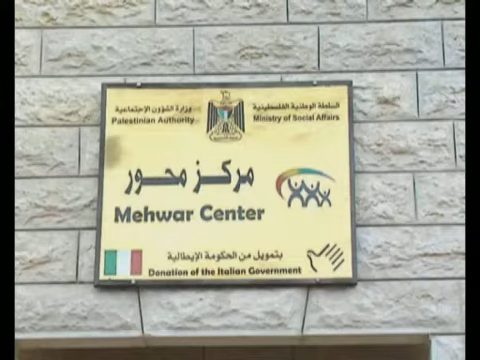 السلطة الوطنية الفلسطينية
وزارة الشؤون الإجتماعية
Palestinian Authority
Ministry of Social Affairs
مركز محور
Mehwar Center
بتمويل من الحكومة الإيطالية
Donation of the Italian Government